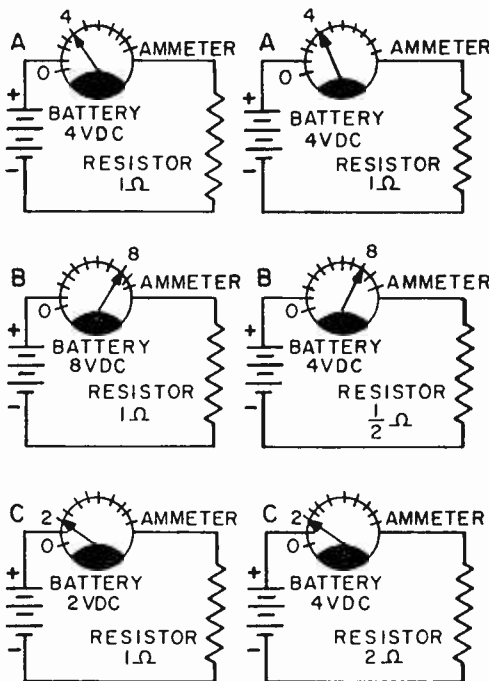 A
4
AMMETER
0
+
BATTERY
4VDC
-
RESISTOR
1Ω
A
4
AMMETER
0
+
BATTERY
4VDC
-
RESISTOR
1Ω
B
8
AMMETER
0
+
BATTERY
8VDC
-
RESISTOR
1Ω
B
8
AMMETER
0
+
BATTERY
4VDC
-
RESISTOR
1/2 Ω
C
2
AMMETER
0
+
BATTERY
2VDC
-
RESISTOR
1Ω
C
2
AMMETER
0
+
BATTERY
4VDC
-
RESISTOR
2Ω